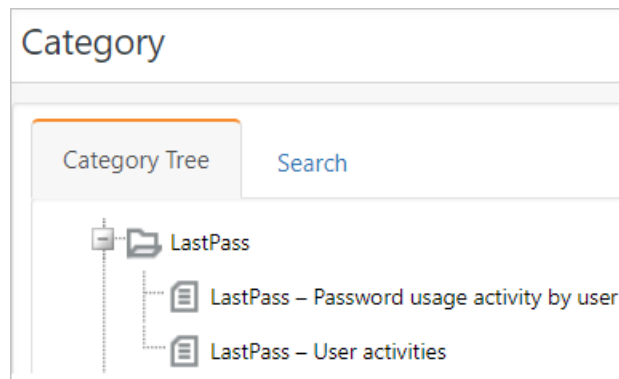 Category
Category Tree
Search
LastPass
LastPass – Password usage activity by user
LastPass – User activities